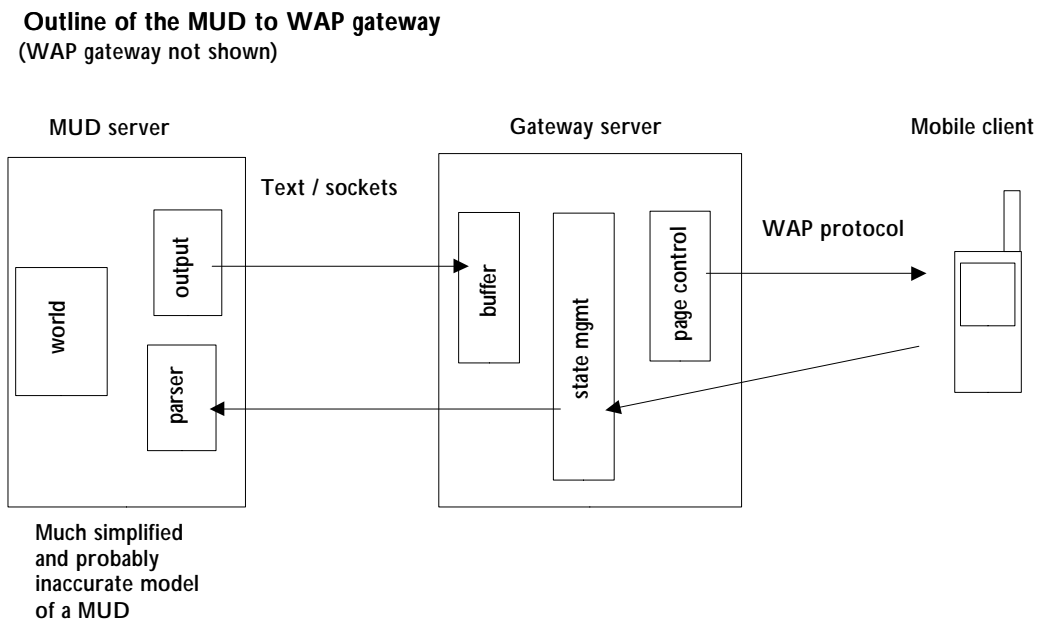 Outline of the MUD to WAP gateway
(WAP gateway not shown)
MUD server
Gateway server
Mobile client
Text / sockets
WAP protocol
world
output
parser
buffer
state mgmt
page control
Much simplified
and probably
inaccurate model
of a MUD